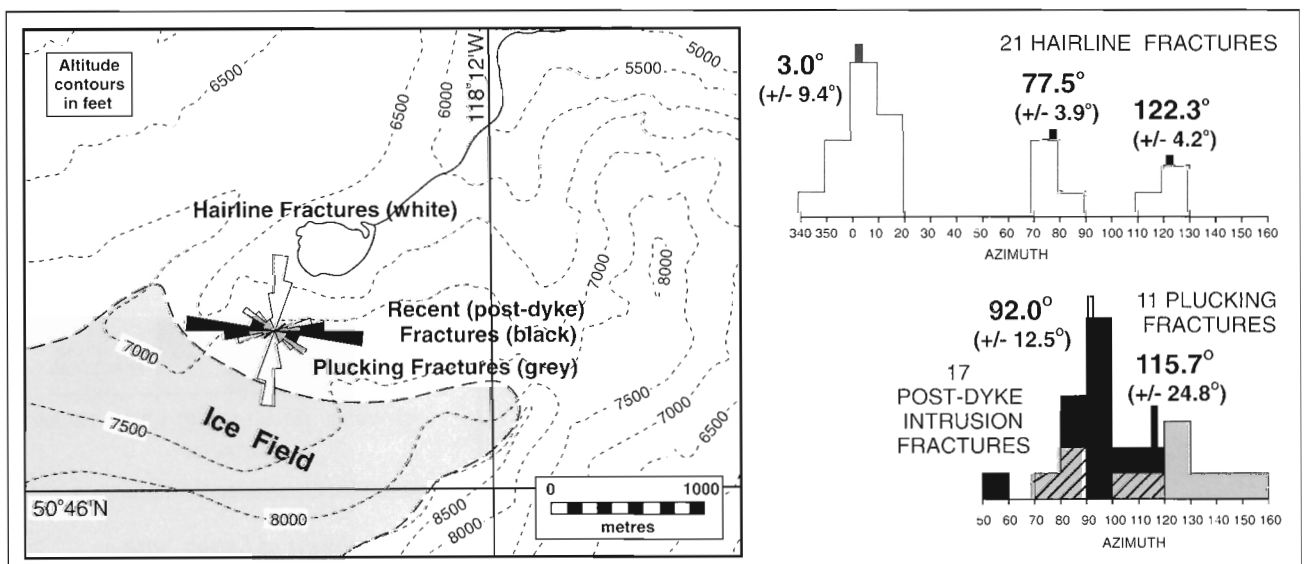 Altitude
contours
in feet
6500
6500
6000
118°12'W
5000
5500
Hairline Fractures (white)
7000
8000
Recent (post-dyke)
Fractures (black)
Plucking Fractures (grey)
7000
7500
Ice Field
7500
7000
6500
50°46'N
8000
8500
8000
0 1000
metres
21 HAIRLINE FRACTURES
3.0°
(+/- 9.4°)
77.5°
(+/- 3.9°)
122.3°
(+/- 4.2°)
340 350 0 10 20 30 40 50 60 70 80 90 100 110 120 130 140 150 160
AZIMUTH
92.0°
(+/- 12.5°)
11 PLUCKING
FRACTURES
115.7°
(+/- 24.8°)
17
POST-DYKE
INTRUSION
FRACTURES
50 60 70 80 90 100 110 120 130 140 150 160
AZIMUTH